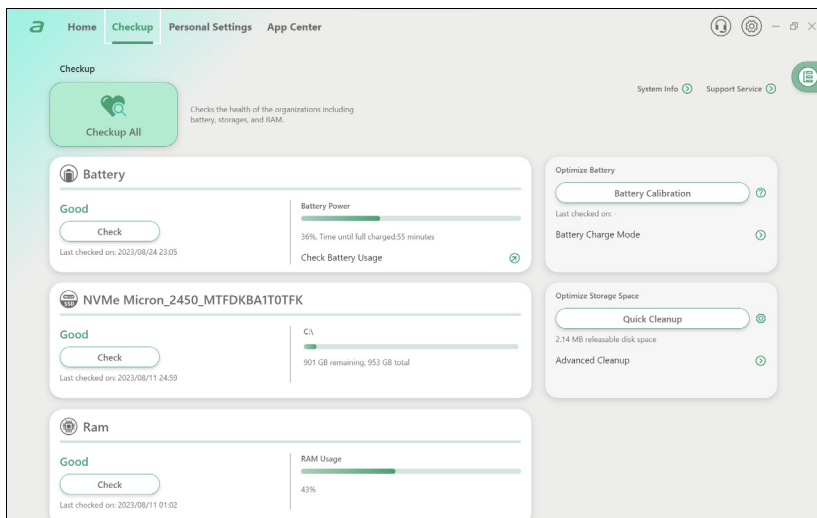 a
Home Checkup Personal Settings App Center
Checkup
Checkup All
Checks the health of the organizations including
battery, storages, and RAM.
System Info
Support Service
Battery
Good
Check
Last checked on: 2023/08/24 23:05
Battery Power
36%, Time until full charged:55 minutes
Check Battery Usage
Optimize Battery
Battery Calibration
Last checked on: -
Battery Charge Mode
SSD
NVMe Micron_2450_MTFDKBA1T0TFK
Good
Check
Last checked on: 2023/08/11 24:59
C:\
901 GB remaining, 953 GB total
Optimize Storage Space
Quick Cleanup
2.14 MB releasable disk space
Advanced Cleanup
Ram
Good
Check
Last checked on: 2023/08/11 01:02
RAM Usage
43%